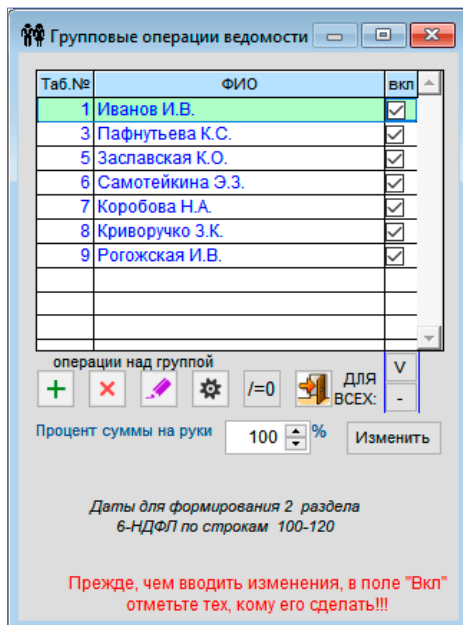 Групповые операции ведомости
Таб.№ ФИО вкл
1 Иванов И.В.
3 Пафнутьева К.С.
5 Заславская К.О.
6 Самотейкина Э.З.
7 Коробова Н.А.
8 Криворучко З.К.
9 Рогожская И.В.
операции над группой
/=0 ДЛЯ ВСЕХ: V -
Процент суммы на руки 100 % Изменить
Даты для формирования 2 раздела
6-НДФЛ по строкам 100-120
Прежде, чем вводить изменения, в поле "Вкл"
отметьте тех, кому его сделать!!!